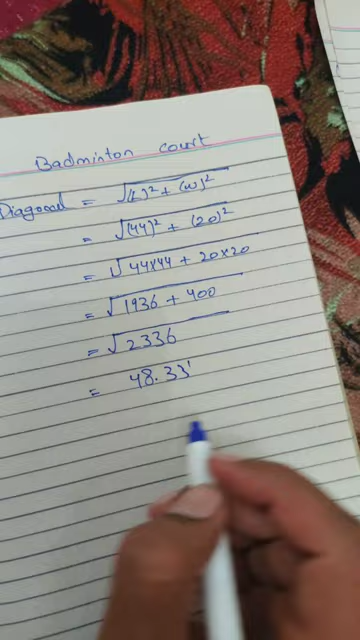 Badminton court
Diagonal = √(L)² + (W)²
= √(44)² + (20)²
= √44×44 + 20×20
= √1936 + 400
= √2336
= 48.33'